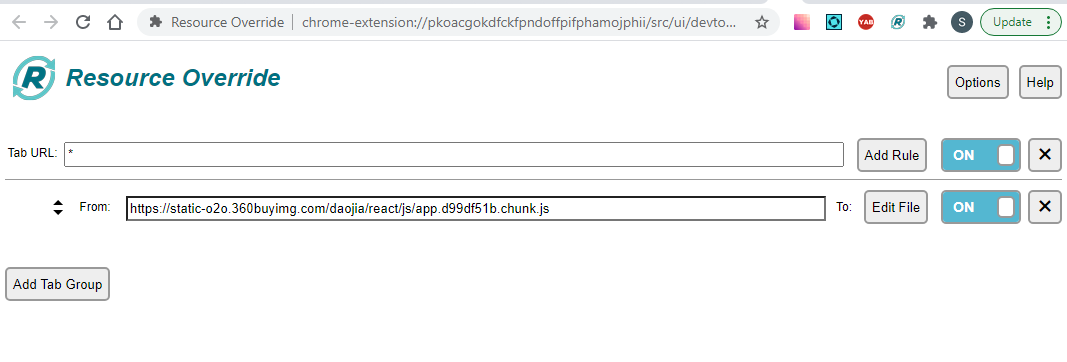 Resource Override
chrome-extension://pkoacgokdfckfpndoffpifphamojphii/src/ui/devto...
YAB
R
S
Update
R
Resource Override
Options
Help
Tab URL:
*
Add Rule
ON
From:
https://static-o2o.360buyimg.com/daojia/react/js/app.d99df51b.chunk.js
To:
Edit File
ON
Add Tab Group